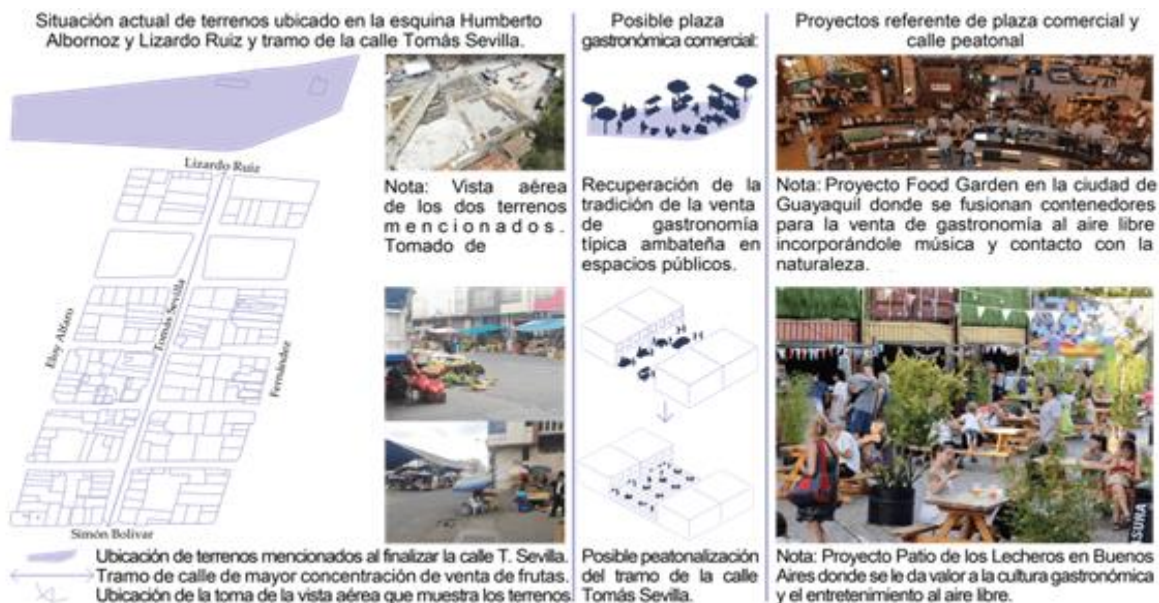 Situación actual de terrenos ubicado en la esquina Humberto
Albornoz y Lizardo Ruiz y tramo de la calle Tomás Sevilla.
Lizardo Ruiz
Eloy Alfaro
Tomás Sevilla
Fernández
Simón Bolívar
Nota: Vista aérea
de los dos terrenos
mencionados.
Tomado de
Ubicación de terrenos mencionados al finalizar la calle T. Sevilla.
Tramo de calle de mayor concentración de venta de frutas.
Ubicación de la toma de la vista aérea que muestra los terrenos
Posible plaza
gastronómica comercial:
Recuperación de la
tradición de la venta
de gastronomía
típica ambateña en
espacios públicos.
Posible peatonalización
del tramo de la calle
Tomás Sevilla.
Proyectos referente de plaza comercial y
calle peatonal
Nota: Proyecto Food Garden en la ciudad de
Guayaquil donde se fusionan contenedores
para la venta de gastronomía al aire libre
incorporándole música y contacto con la
naturaleza.
SUMA
Nota: Proyecto Patio de los Lecheros en Buenos
Aires donde se le da valor a la cultura gastronómica
y el entretenimiento al aire libre.